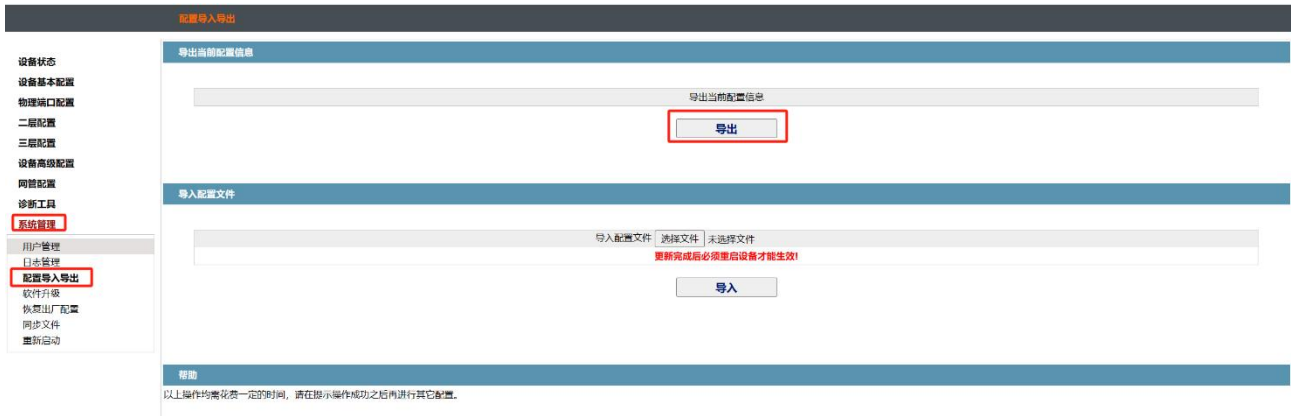 配置导入导出
设备状态
设备基本配置
物理端口配置
二层配置
三层配置
设备高级配置
网管配置
诊断工具
系统管理
用户管理
日志管理
配置导入导出
软件升级
恢复出厂配置
同步文件
重新启动
导出当前配置信息
导出当前配置信息
导出
导入配置文件
导入配置文件 选择文件 未选择文件
更新完成后必须重启设备才能生效!
导入
帮助
以上操作均需花费一定的时间，请在提示操作成功之后再进行其它配置。